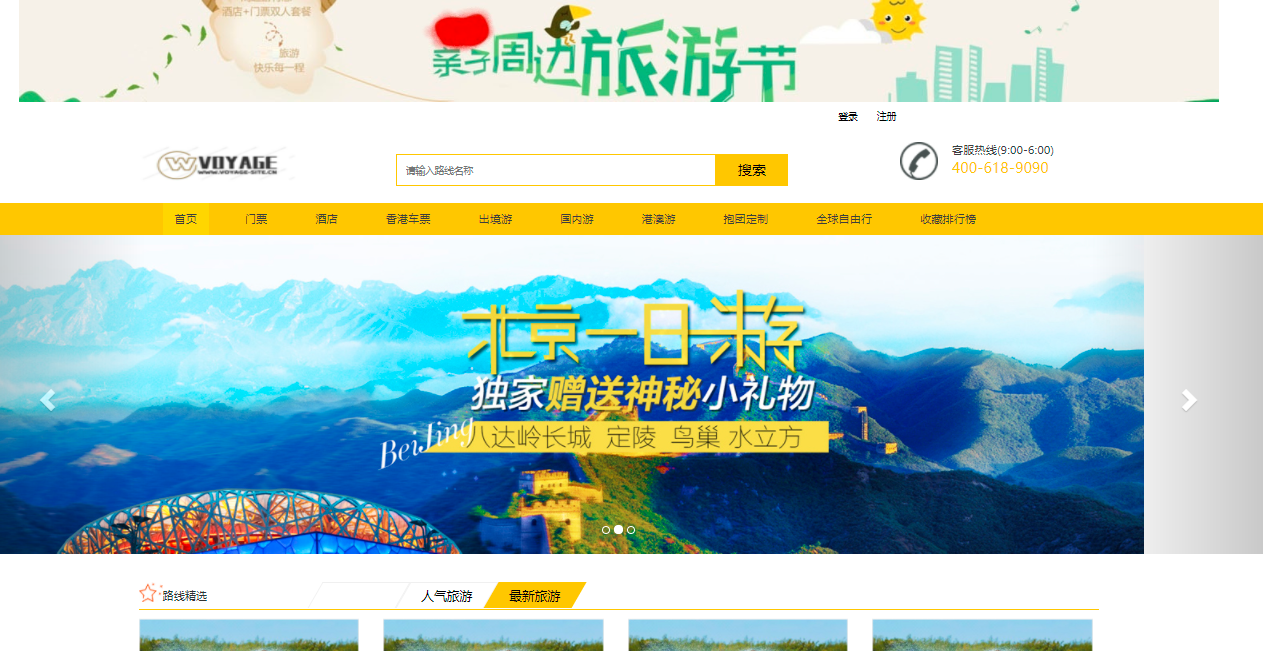 酒店+门票双人套餐
旅游
快乐每一程
亲子周边旅游节
登录 注册
VOYAGE
WWW.VOYAGE-SITE.CN
请输入路线名称
搜索
客服热线(9:00-6:00)
400-618-9090
首页 门票 酒店 香港车票 出境游 国内游 港澳游 抱团定制 全球自由行 收藏排行榜
北京一日游
独家赠送神秘小礼物
BeiJing
八达岭长城 定陵 鸟巢 水立方
路线精选
人气旅游
最新旅游